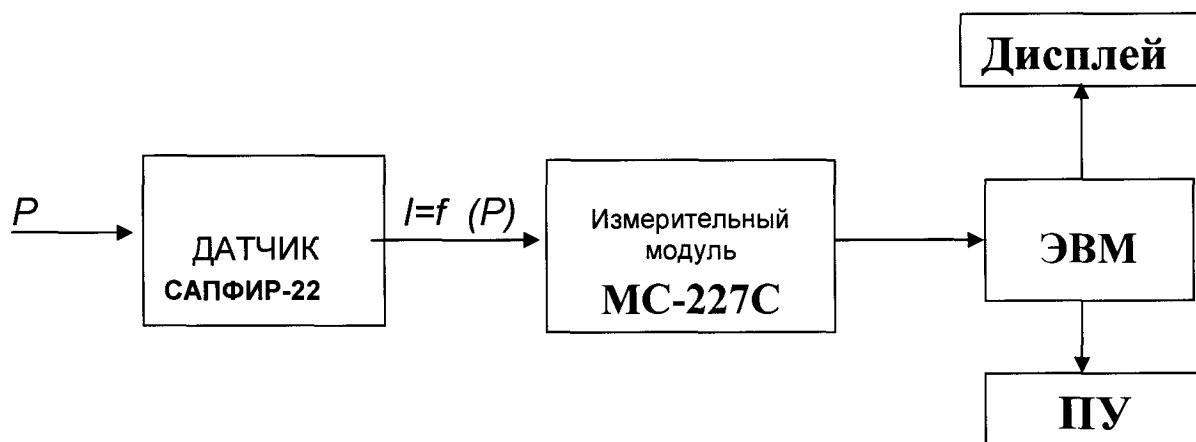 Дисплей
P
ДАТЧИК
САПФИР-22
I=f (P)
Измерительный
модуль
МС-227С
ЭВМ
ПУ